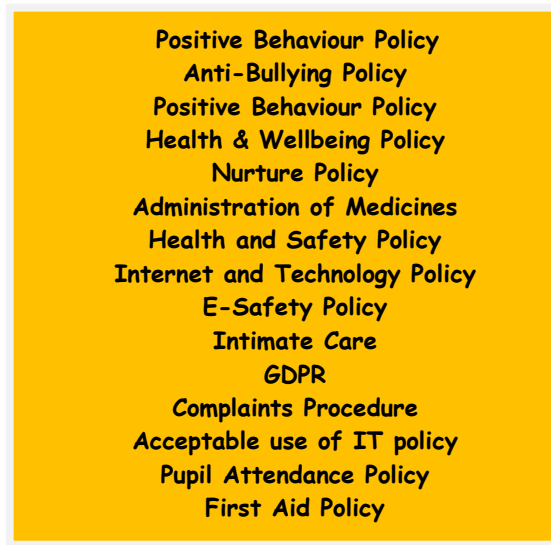 Positive Behaviour Policy
Anti-Bullying Policy
Positive Behaviour Policy
Health & Wellbeing Policy
Nurture Policy
Administration of Medicines
Health and Safety Policy
Internet and Technology Policy
E-Safety Policy
Intimate Care
GDPR
Complaints Procedure
Acceptable use of IT policy
Pupil Attendance Policy
First Aid Policy